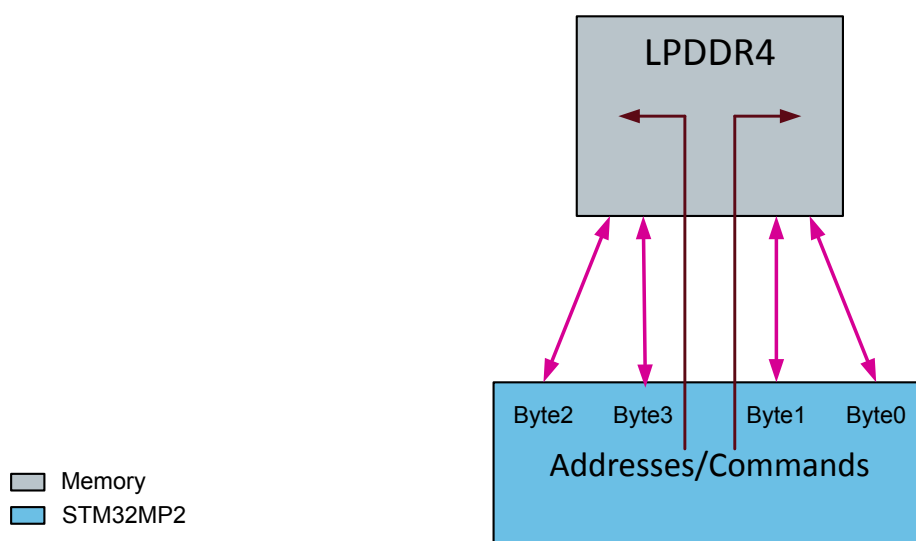 LPDDR4
Byte2 Byte3 Byte1 Byte0
Addresses/Commands
Memory
STM32MP2